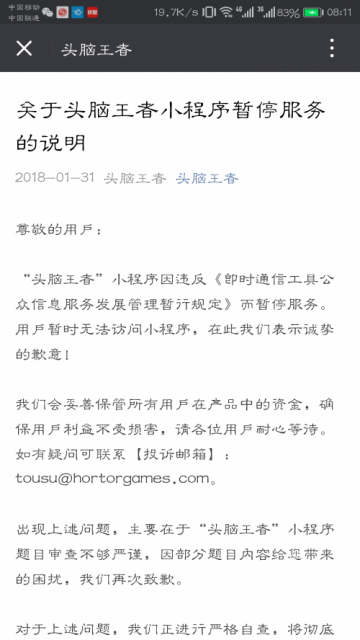 中国移动
中国联通
19.7K/s
4G
3G
83%
08:11
头脑王者
关于头脑王者小程序暂停服务
的说明
2018-01-31 头脑王者 头脑王者
尊敬的用户：
“头脑王者”小程序因违反《即时通信工具公
众信息服务发展管理暂行规定》而暂停服务。
用户暂时无法访问小程序，在此我们表示诚挚
的歉意！
我们会妥善保管所有用户在产品中的资金，确
保用户利益不受损害，请各位用户耐心等待。
如有疑问可联系【投诉邮箱】：
tousu@hortorgames.com。
出现上述问题，主要在于“头脑王者”小程序
题目审查不够严谨，因部分题目内容给您带来
的困扰，我们再次致歉。
对于上述问题，我们正进行严格自查，将彻底